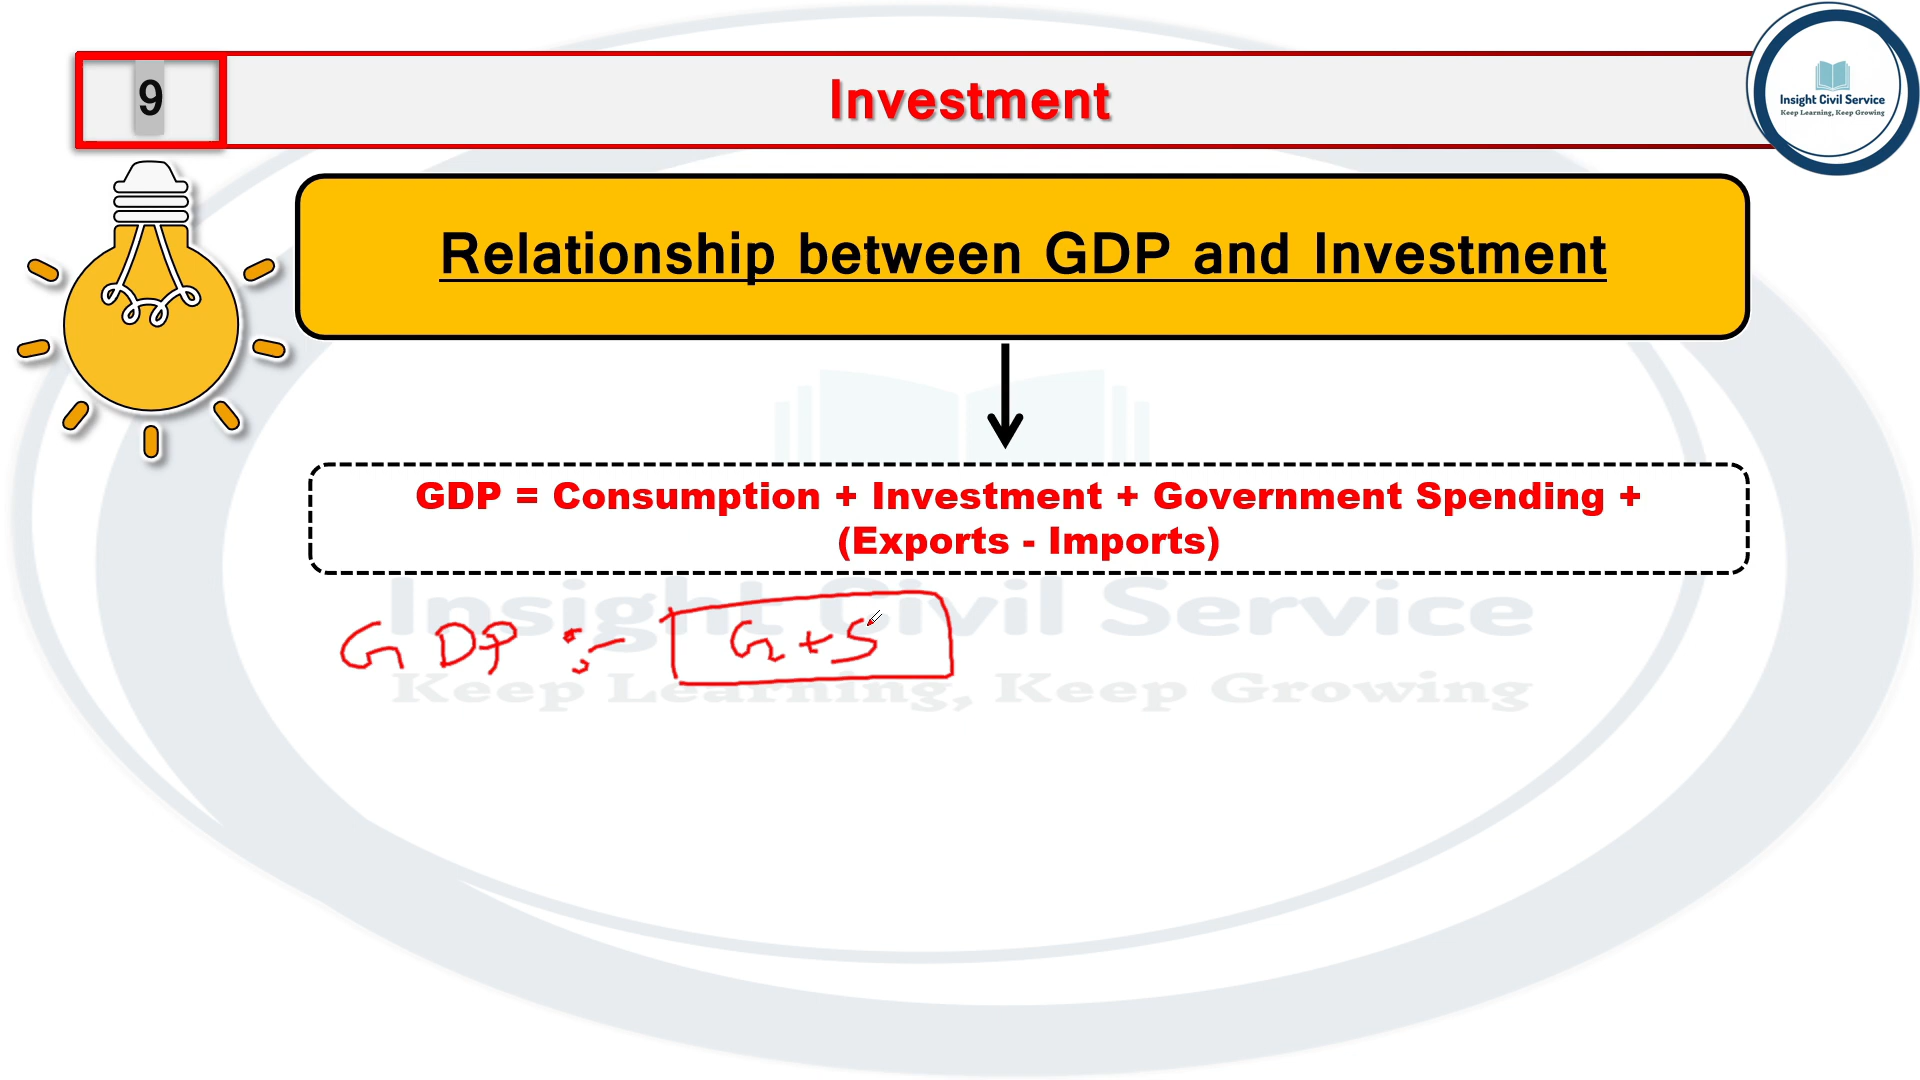 9
Investment
Insight Civil Service
Keep Learning, Keep Growing
Relationship between GDP and Investment
GDP = Consumption + Investment + Government Spending +
(Exports - Imports)
Insight Civil Service
GDP :- G+S
Keep Learning, Keep Growing